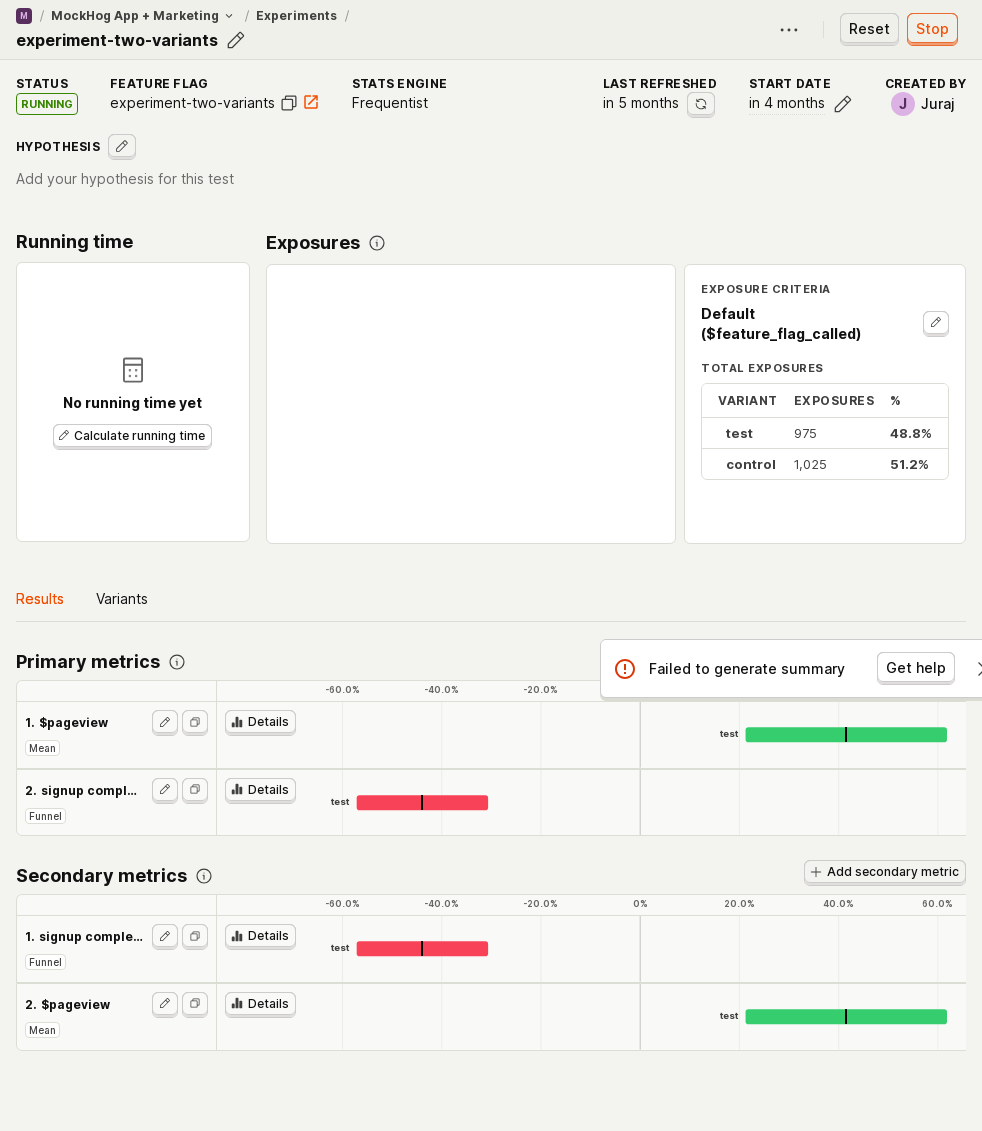 M / MockHog App + Marketing / Experiments /
experiment-two-variants
Reset
Stop
STATUS
RUNNING
FEATURE FLAG
experiment-two-variants
STATS ENGINE
Frequentist
LAST REFRESHED
in 5 months
START DATE
in 4 months
CREATED BY
J Juraj
HYPOTHESIS
Add your hypothesis for this test
Running time
No running time yet
Calculate running time
Exposures
EXPOSURE CRITERIA
Default
($feature_flag_called)
TOTAL EXPOSURES
VARIANT EXPOSURES %
test 975 48.8%
control 1,025 51.2%
Results Variants
Primary metrics
Failed to generate summary
Get help
-60.0% -40.0% -20.0%
1. $pageview
Mean
Details
test
2. signup compl...
Funnel
Details
test
Secondary metrics
Add secondary metric
-60.0% -40.0% -20.0% 0% 20.0% 40.0% 60.0%
1. signup comple...
Funnel
Details
test
2. $pageview
Mean
Details
test